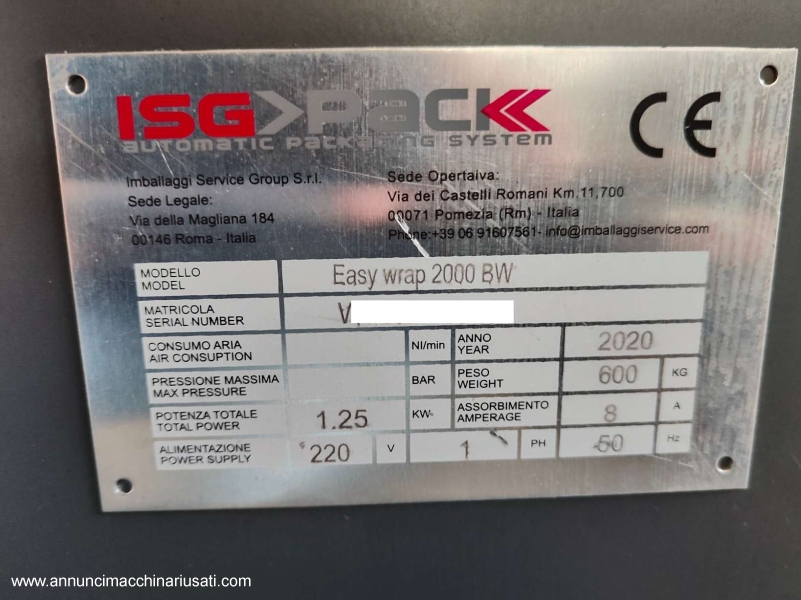 ISG>PACK
AUTOMATIC PACKAGING SYSTEM
CE
Imballaggi Service Group S.r.l.
Sede Legale:
Via della Magliana 184
00146 Roma - Italia
Sede Opertaiva:
Via dei Castelli Romani Km.11,700
00071 Pomezia (Rm) - Italia
Phone:+39 06 91607561- info@imballaggiservice.com
MODELLO
MODEL
Easy wrap 2000 BW
MATRICOLA
SERIAL NUMBER
CONSUMO ARIA
AIR CONSUPTION
Nl/min
ANNO
YEAR
2020
PRESSIONE MASSIMA
MAX PRESSURE
BAR
PESO
WEIGHT
600
KG
POTENZA TOTALE
TOTAL POWER
1.25
KW
ASSORBIMENTO
AMPERAGE
8
A
ALIMENTAZIONE
POWER SUPPLY
220
V
1
PH
50
Hz
www.annuncimacchinariusati.com